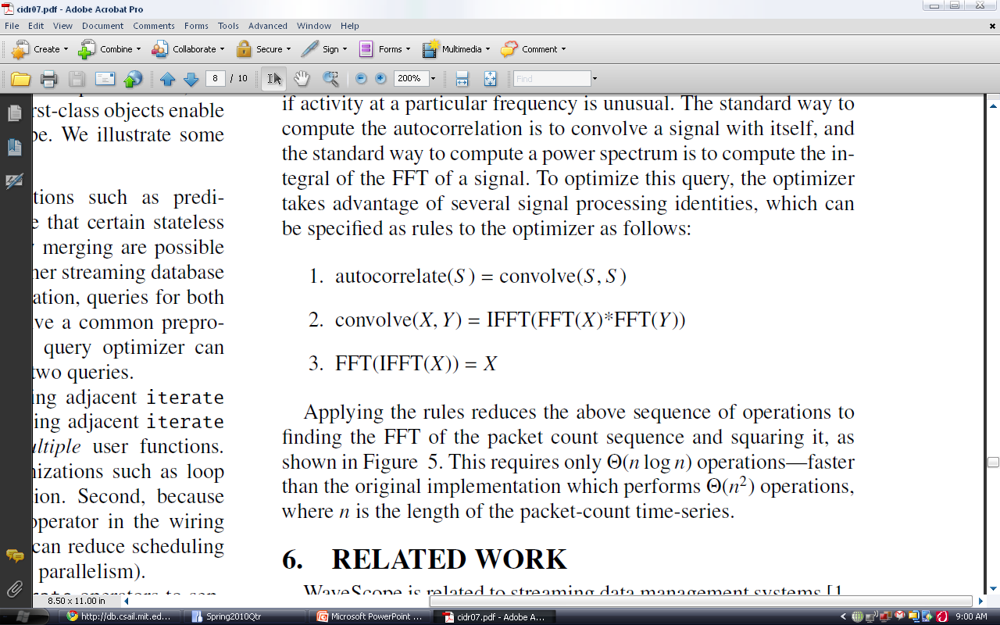 cidr07.pdf - Adobe Acrobat Pro
File Edit View Document Comments Forms Tools Advanced Window Help
Create Combine Collaborate Secure Sign Forms Multimedia Comment
8 / 10 200% Find
rst-class objects enable
pe. We illustrate some
tions such as predi-
e that certain stateless
merging are possible
her streaming database
ation, queries for both
ve a common prepro-
query optimizer can
two queries.
ing adjacent iterate
ing adjacent iterate
ultiple user functions.
nizations such as loop
ion. Second, because
operator in the wiring
can reduce scheduling
parallelism).
if activity at a particular frequency is unusual. The standard way to
compute the autocorrelation is to convolve a signal with itself, and
the standard way to compute a power spectrum is to compute the in-
tegral of the FFT of a signal. To optimize this query, the optimizer
takes advantage of several signal processing identities, which can
be specified as rules to the optimizer as follows:
1. autocorrelate(S) = convolve(S, S)
2. convolve(X, Y) = IFFT(FFT(X)*FFT(Y))
3. FFT(IFFT(X)) = X
Applying the rules reduces the above sequence of operations to
finding the FFT of the packet count sequence and squaring it, as
shown in Figure 5. This requires only Θ(n log n) operations—faster
than the original implementation which performs Θ(n²) operations,
where n is the length of the packet-count time-series.
6. RELATED WORK
WaveScope is related to streaming data management systems [1,
8.50 x 11.00 in
http://db.csail.mit.ed... Spring2010Qtr Microsoft PowerPoint ... cidr07.pdf - Adobe A... 9:00 AM